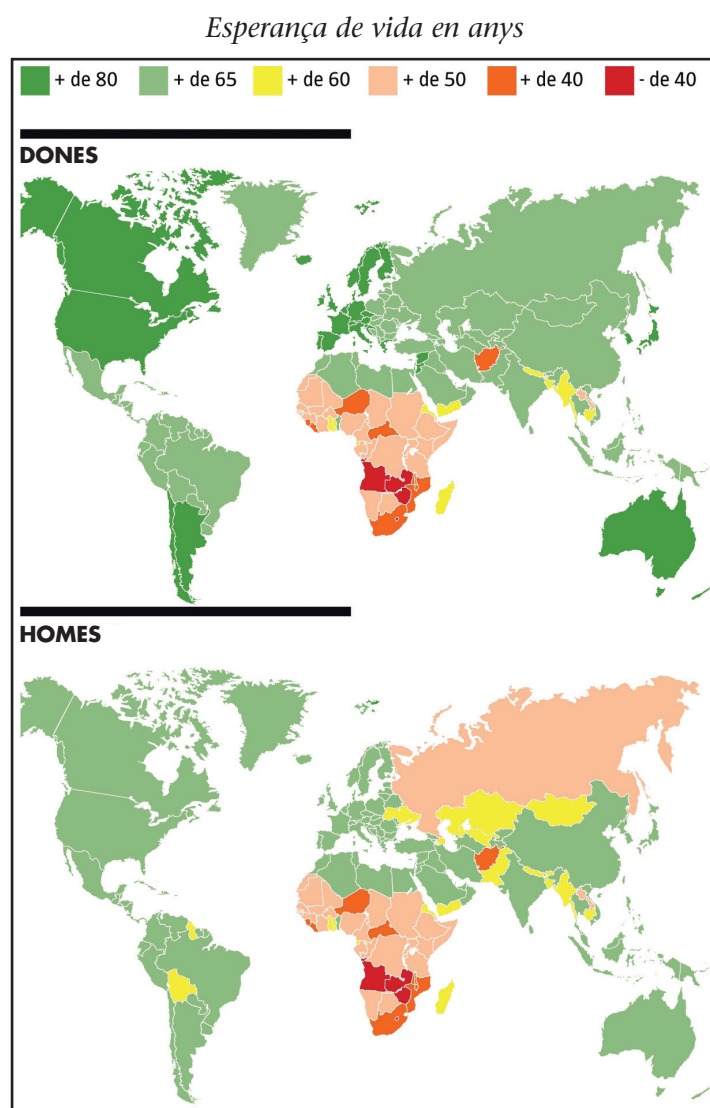 Esperança de vida en anys
+ de 80 + de 65 + de 60 + de 50 + de 40 - de 40
DONES
HOMES